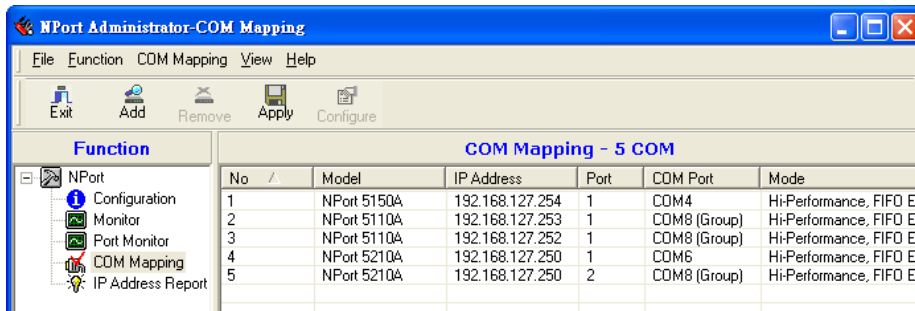 NPort Administrator-COM Mapping
File Function COM Mapping View Help
Exit Add Remove Apply Configure
Function
COM Mapping - 5 COM
NPort
Configuration
Monitor
Port Monitor
COM Mapping
IP Address Report
No Model IP Address Port COM Port Mode
1 NPort 5150A 192.168.127.254 1 COM4 Hi-Performance, FIFO E
2 NPort 5110A 192.168.127.253 1 COM8 (Group) Hi-Performance, FIFO E
3 NPort 5110A 192.168.127.252 1 COM8 (Group) Hi-Performance, FIFO E
4 NPort 5210A 192.168.127.250 1 COM6 Hi-Performance, FIFO E
5 NPort 5210A 192.168.127.250 2 COM8 (Group) Hi-Performance, FIFO E